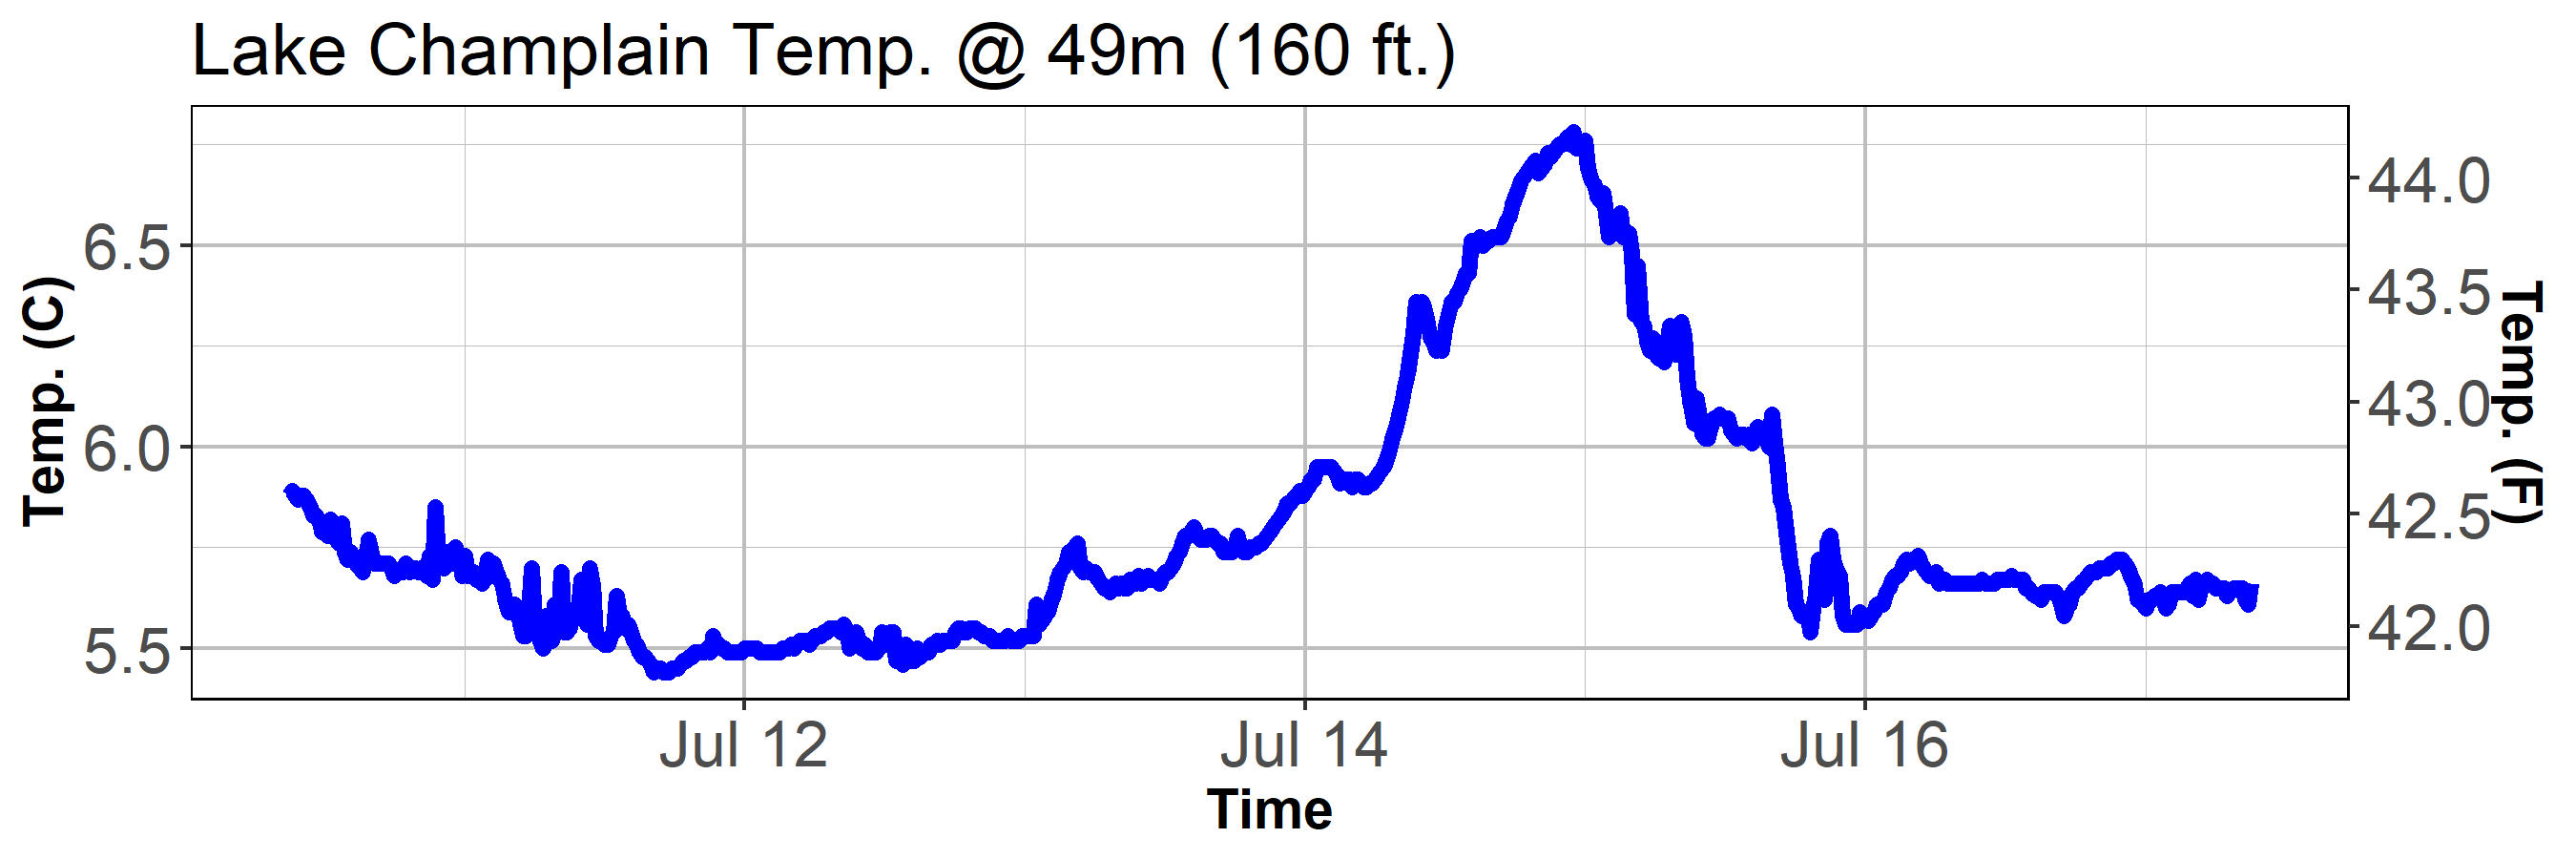 Lake Champlain Temp. @ 49m (160 ft.)
Temp. (C)
6.5
6.0
5.5
44.0
43.5
43.0
42.5
42.0
Temp. (F)
Jul 12 Jul 14 Jul 16
Time